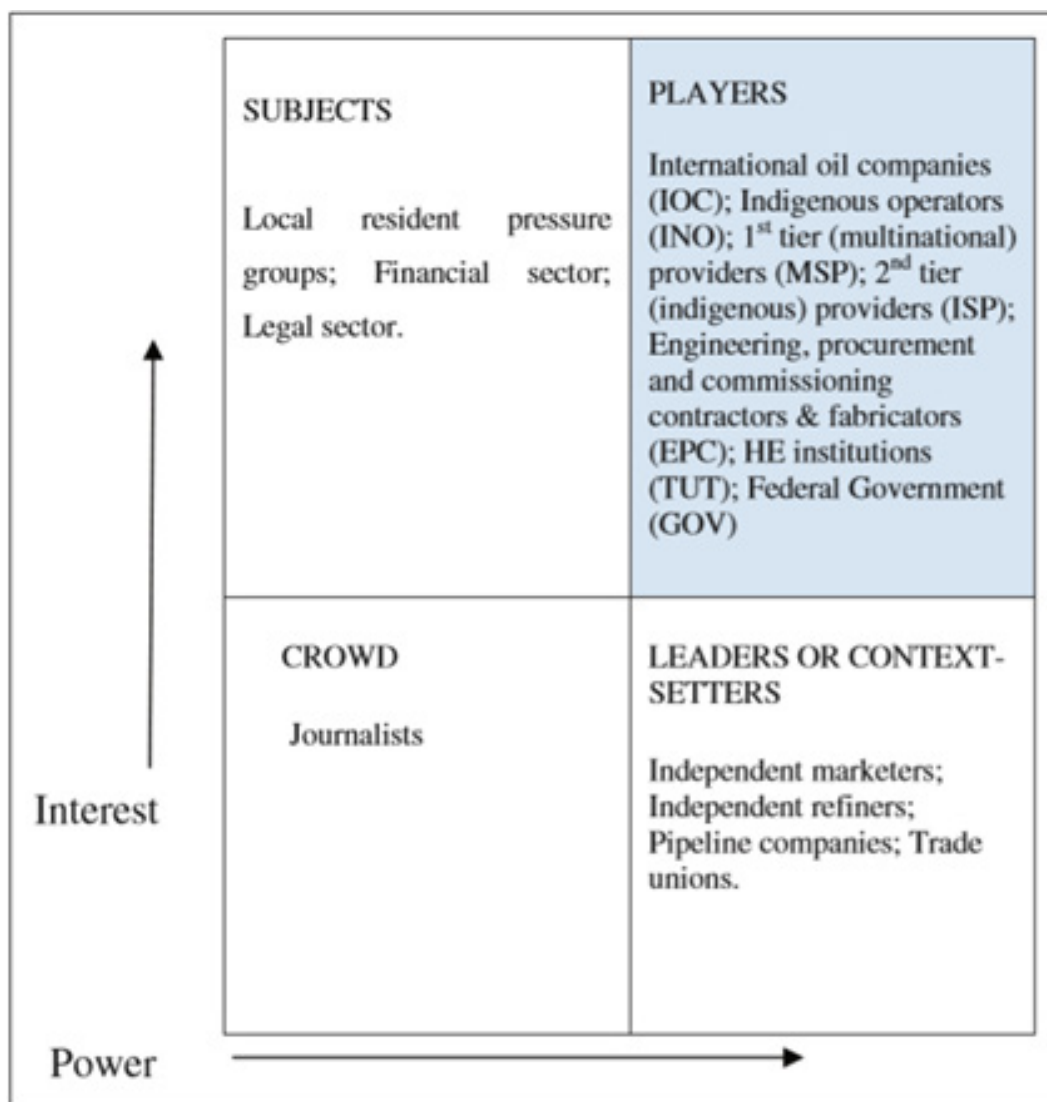 SUBJECTS
Local resident pressure
groups; Financial sector;
Legal sector.
PLAYERS
International oil companies
(IOC); Indigenous operators
(INO); 1st tier (multinational)
providers (MSP); 2nd tier
(indigenous) providers (ISP);
Engineering, procurement
and commissioning
contractors & fabricators
(EPC); HE institutions
(TUT); Federal Government
(GOV)
CROWD
Journalists
LEADERS OR CONTEXT-
SETTERS
Independent marketers;
Independent refiners;
Pipeline companies; Trade
unions.
Interest
Power